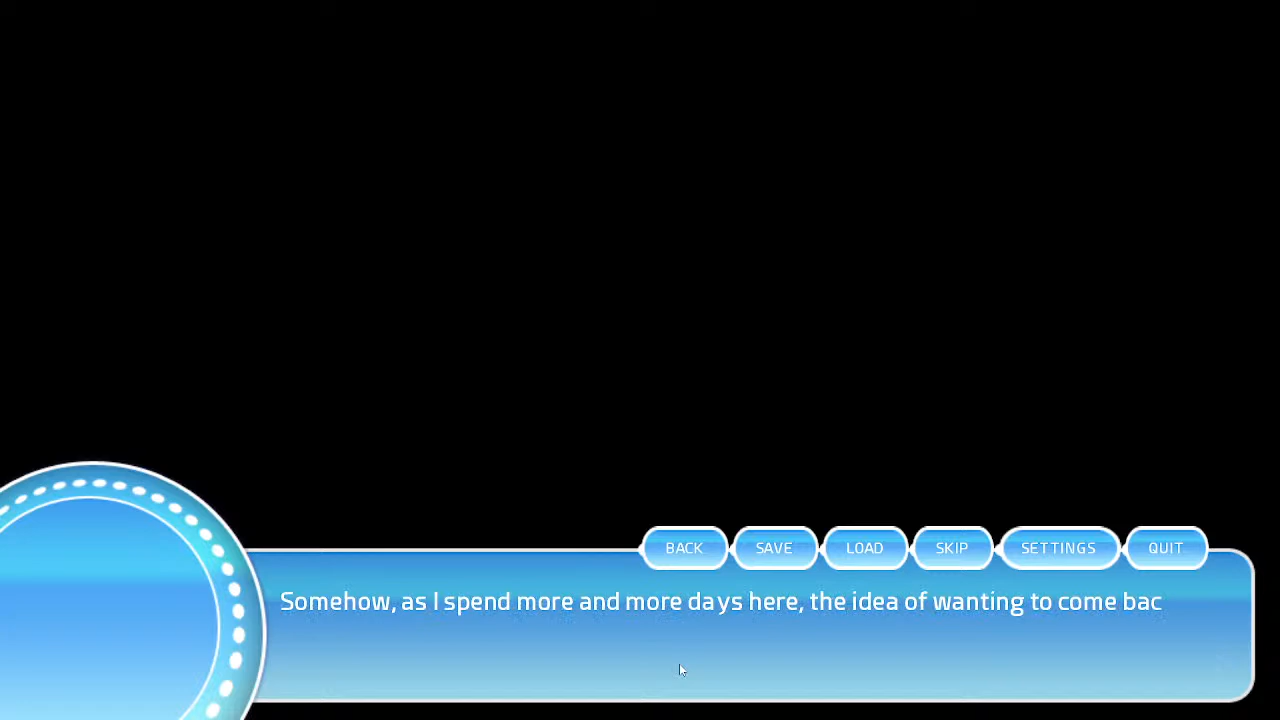 BACK SAVE LOAD SKIP SETTINGS QUIT
Somehow, as I spend more and more days here, the idea of wanting to come bac